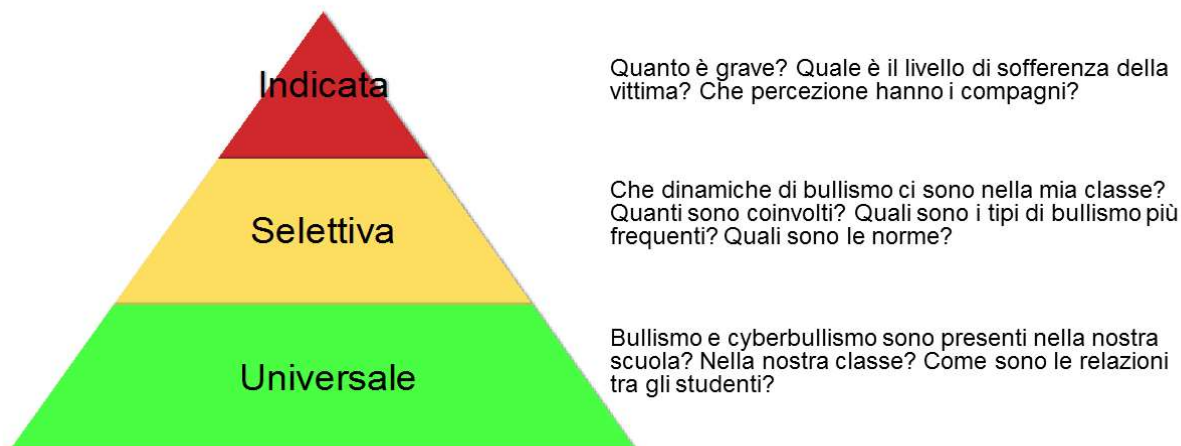 Indicata
Quanto è grave? Quale è il livello di sofferenza della
vittima? Che percezione hanno i compagni?
Selettiva
Che dinamiche di bullismo ci sono nella mia classe?
Quanti sono coinvolti? Quali sono i tipi di bullismo più
frequenti? Quali sono le norme?
Universale
Bullismo e cyberbullismo sono presenti nella nostra
scuola? Nella nostra classe? Come sono le relazioni
tra gli studenti?